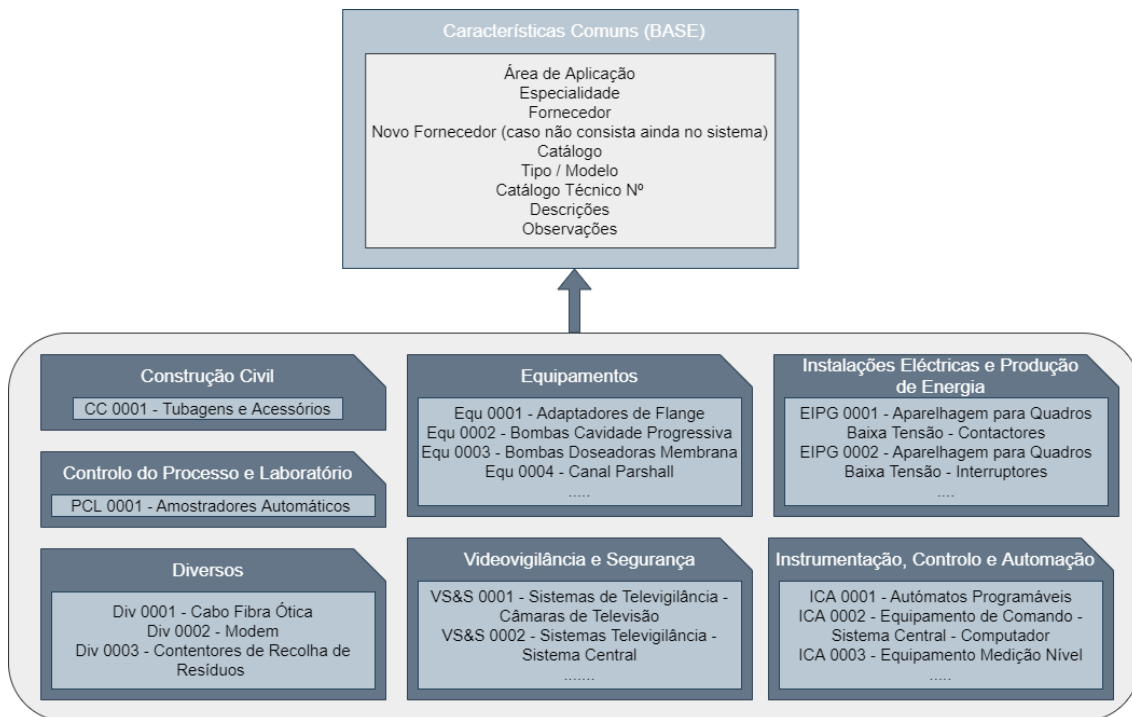 Características Comuns (BASE)
Área de Aplicação
Especialidade
Fornecedor
Novo Fornecedor (caso não consista ainda no sistema)
Catálogo
Tipo / Modelo
Catálogo Técnico Nº
Descrições
Observações
Construção Civil
CC 0001 - Tubagens e Acessórios
Equipamentos
Equ 0001 - Adaptadores de Flange
Equ 0002 - Bombas Cavidade Progressiva
Equ 0003 - Bombas Doseadoras Membrana
Equ 0004 - Canal Parshall
.....
Instalações Eléctricas e Produção
de Energia
EIPG 0001 - Aparelhagem para Quadros
Baixa Tensão - Contactores
EIPG 0002 - Aparelhagem para Quadros
Baixa Tensão - Interruptores
....
Controlo do Processo e Laboratório
PCL 0001 - Amostradores Automáticos
Diversos
Div 0001 - Cabo Fibra Ótica
Div 0002 - Modem
Div 0003 - Contentores de Recolha de
Resíduos
Videovigilância e Segurança
VS&S 0001 - Sistemas de Televigilância -
Câmaras de Televisão
VS&S 0002 - Sistemas Televigilância -
Sistema Central
.......
Instrumentação, Controlo e Automação
ICA 0001 - Autómatos Programáveis
ICA 0002 - Equipamento de Comando -
Sistema Central - Computador
ICA 0003 - Equipamento Medição Nível
.....